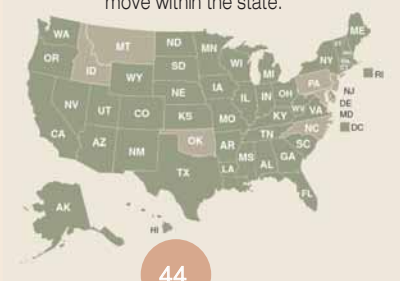 move within the state.
WA
MT
ND
MN
ME
OR
ID
SD
WI
MI
NY
WY
RI
NV
UT
CO
NE
IA
IL
IN
OH
PA
NJ
DE
MD
DC
CA
AZ
NM
KS
MO
KY
WV
VA
OK
AR
TN
NC
SC
TX
LA
MS
AL
GA
FL
AK
HI
44